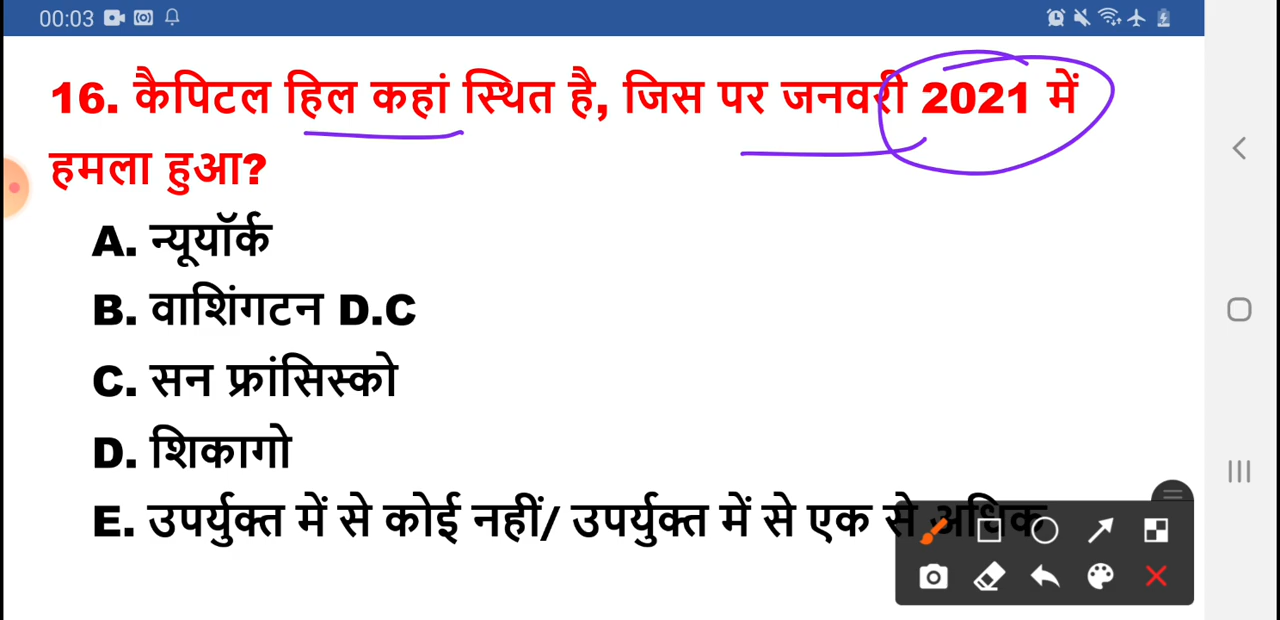 00:03
16. कैपिटल हिल कहां स्थित है, जिस पर जनवरी 2021 में
हमला हुआ?
A. न्यूयॉर्क
B. वाशिंगटन D.C
C. सन फ्रांसिस्को
D. शिकागो
E. उपर्युक्त में से कोई नहीं/ उपर्युक्त में से एक से अधिक